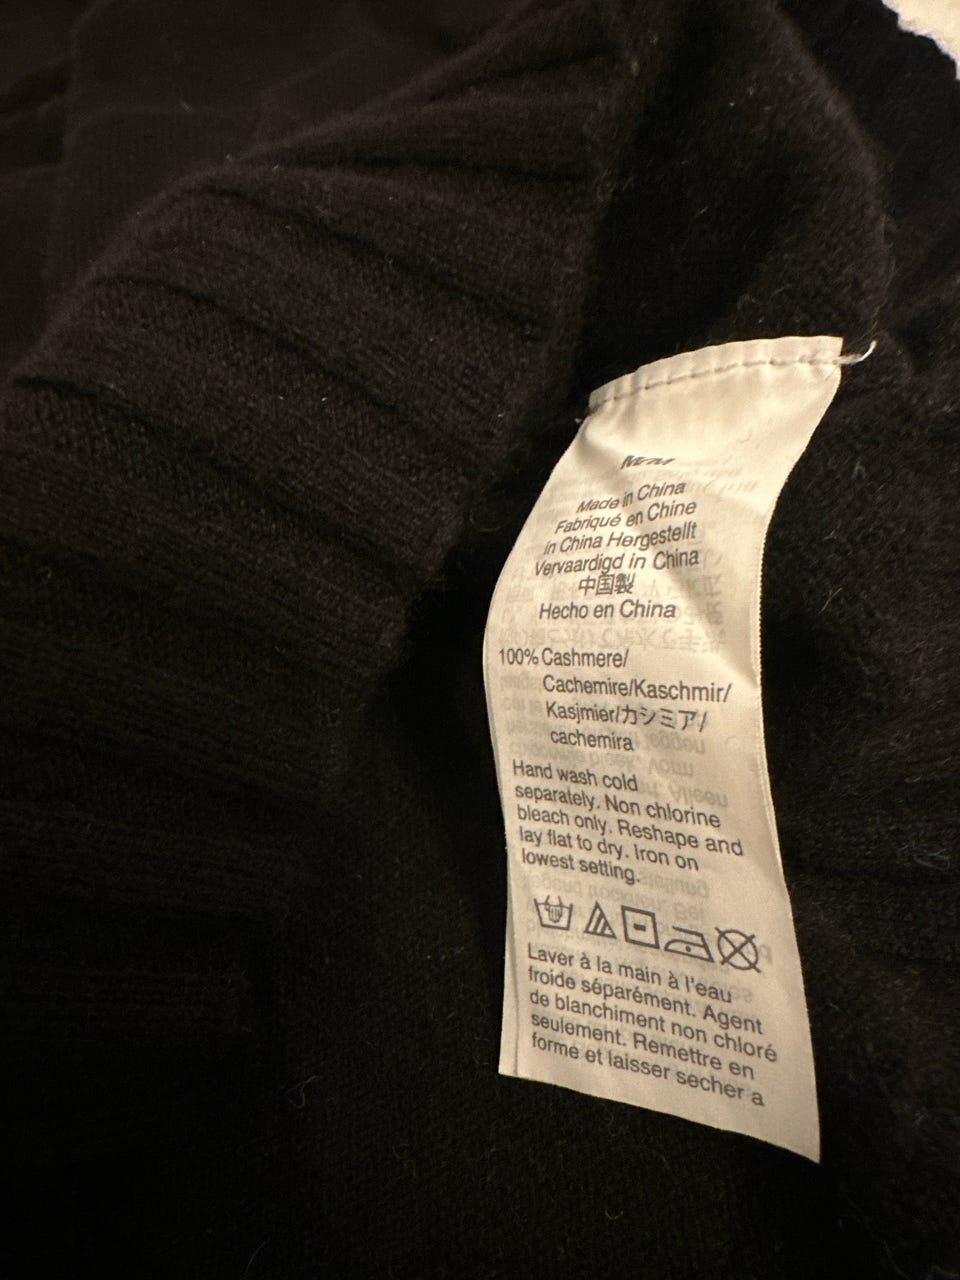 M/M
Made in China
Fabriqué en Chine
in China Hergestellt
Vervaardigd in China
中国製
Hecho en China
100% Cashmere/
Cachemire/Kaschmir/
Kasjmier/カシミア/
cachemira
Hand wash cold
separately. Non chlorine
bleach only. Reshape and
lay flat to dry. Iron on
lowest setting.
Laver à la main à l'eau
froide séparément. Agent
de blanchiment non chloré
seulement. Remettre en
forme et laisser secher a